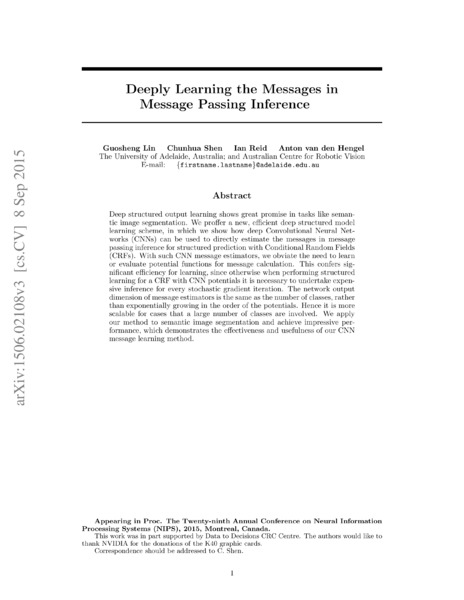 Deeply Learning the Messages in
Message Passing Inference
Guosheng Lin Chunhua Shen Ian Reid Anton van den Hengel
The University of Adelaide, Australia; and Australian Centre for Robotic Vision
E-mail: {firstname.lastname}@adelaide.edu.au
Abstract
Deep structured output learning shows great promise in tasks like seman-
tic image segmentation. We proffer a new, efficient deep structured model
learning scheme, in which we show how deep Convolutional Neural Net-
works (CNNs) can be used to directly estimate the messages in message
passing inference for structured prediction with Conditional Random Fields
(CRFs). With such CNN message estimators, we obviate the need to learn
or evaluate potential functions for message calculation. This confers sig-
nificant efficiency for learning, since otherwise when performing structured
learning for a CRF with CNN potentials it is necessary to undertake expen-
sive inference for every stochastic gradient iteration. The network output
dimension of message estimators is the same as the number of classes, rather
than exponentially growing in the order of the potentials. Hence it is more
scalable for cases that a large number of classes are involved. We apply
our method to semantic image segmentation and achieve impressive per-
formance, which demonstrates the effectiveness and usefulness of our CNN
message learning method.
arXiv:1506.02108v3 [cs.CV] 8 Sep 2015
Appearing in Proc. The Twenty-ninth Annual Conference on Neural Information
Processing Systems (NIPS), 2015, Montreal, Canada.
This work was in part supported by Data to Decisions CRC Centre. The authors would like to
thank NVIDIA for the donations of the K40 graphic cards.
Correspondence should be addressed to C. Shen.
1